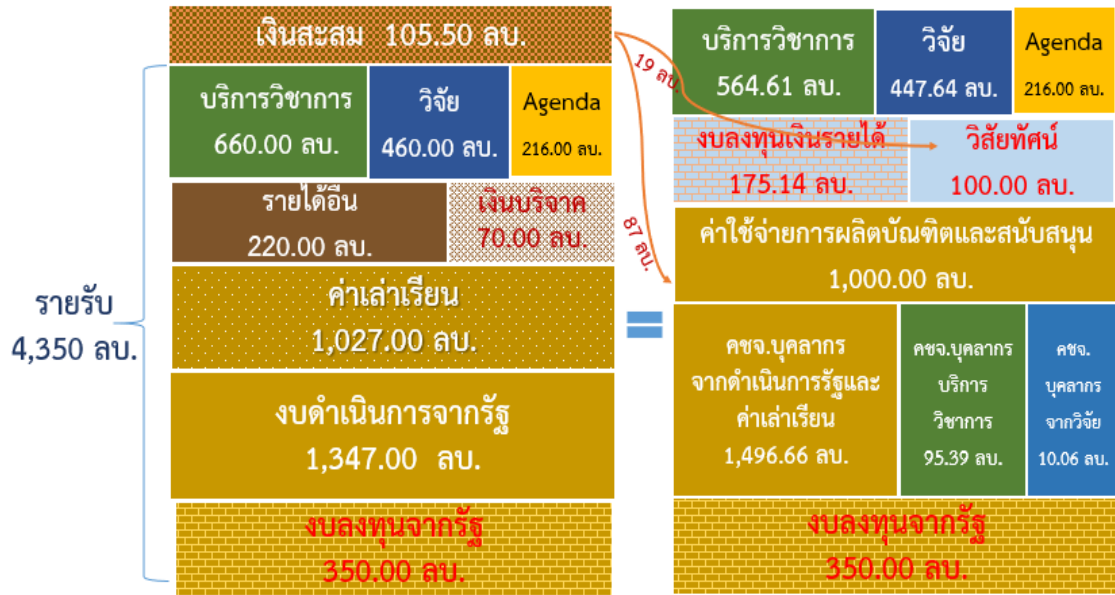 เงินสะสม 105.50 ลบ.
บริการวิชาการ
660.00 ลบ.
วิจัย
460.00 ลบ.
Agenda
216.00 ลบ.
รายได้อื่น
220.00 ลบ.
เงินบริจาค
70.00 ลบ.
รายรับ
4,350 ลบ.
ค่าเล่าเรียน
1,027.00 ลบ.
งบดำเนินการจากรัฐ
1,347.00 ลบ.
งบลงทุนจากรัฐ
350.00 ลบ.
19 ลบ.
87 ลบ.
=
บริการวิชาการ
564.61 ลบ.
วิจัย
447.64 ลบ.
Agenda
216.00 ลบ.
งบลงทุนเงินรายได้
175.14 ลบ.
วิสัยทัศน์
100.00 ลบ.
ค่าใช้จ่ายการผลิตบัณฑิตและสนับสนุน
1,000.00 ลบ.
คชจ.บุคลากร
จากดำเนินการรัฐและ
ค่าเล่าเรียน
1,496.66 ลบ.
คชจ.บุคลากร
บริการ
วิชาการ
95.39 ลบ.
คชจ.
บุคลากร
จากวิจัย
10.06 ลบ.
งบลงทุนจากรัฐ
350.00 ลบ.